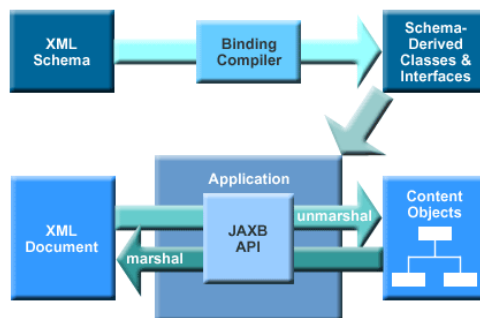 XML
Schema
Binding
Compiler
Schema-
Derived
Classes &
Interfaces
Application
XML
Document
JAXB
API
unmarshal
marshal
Content
Objects